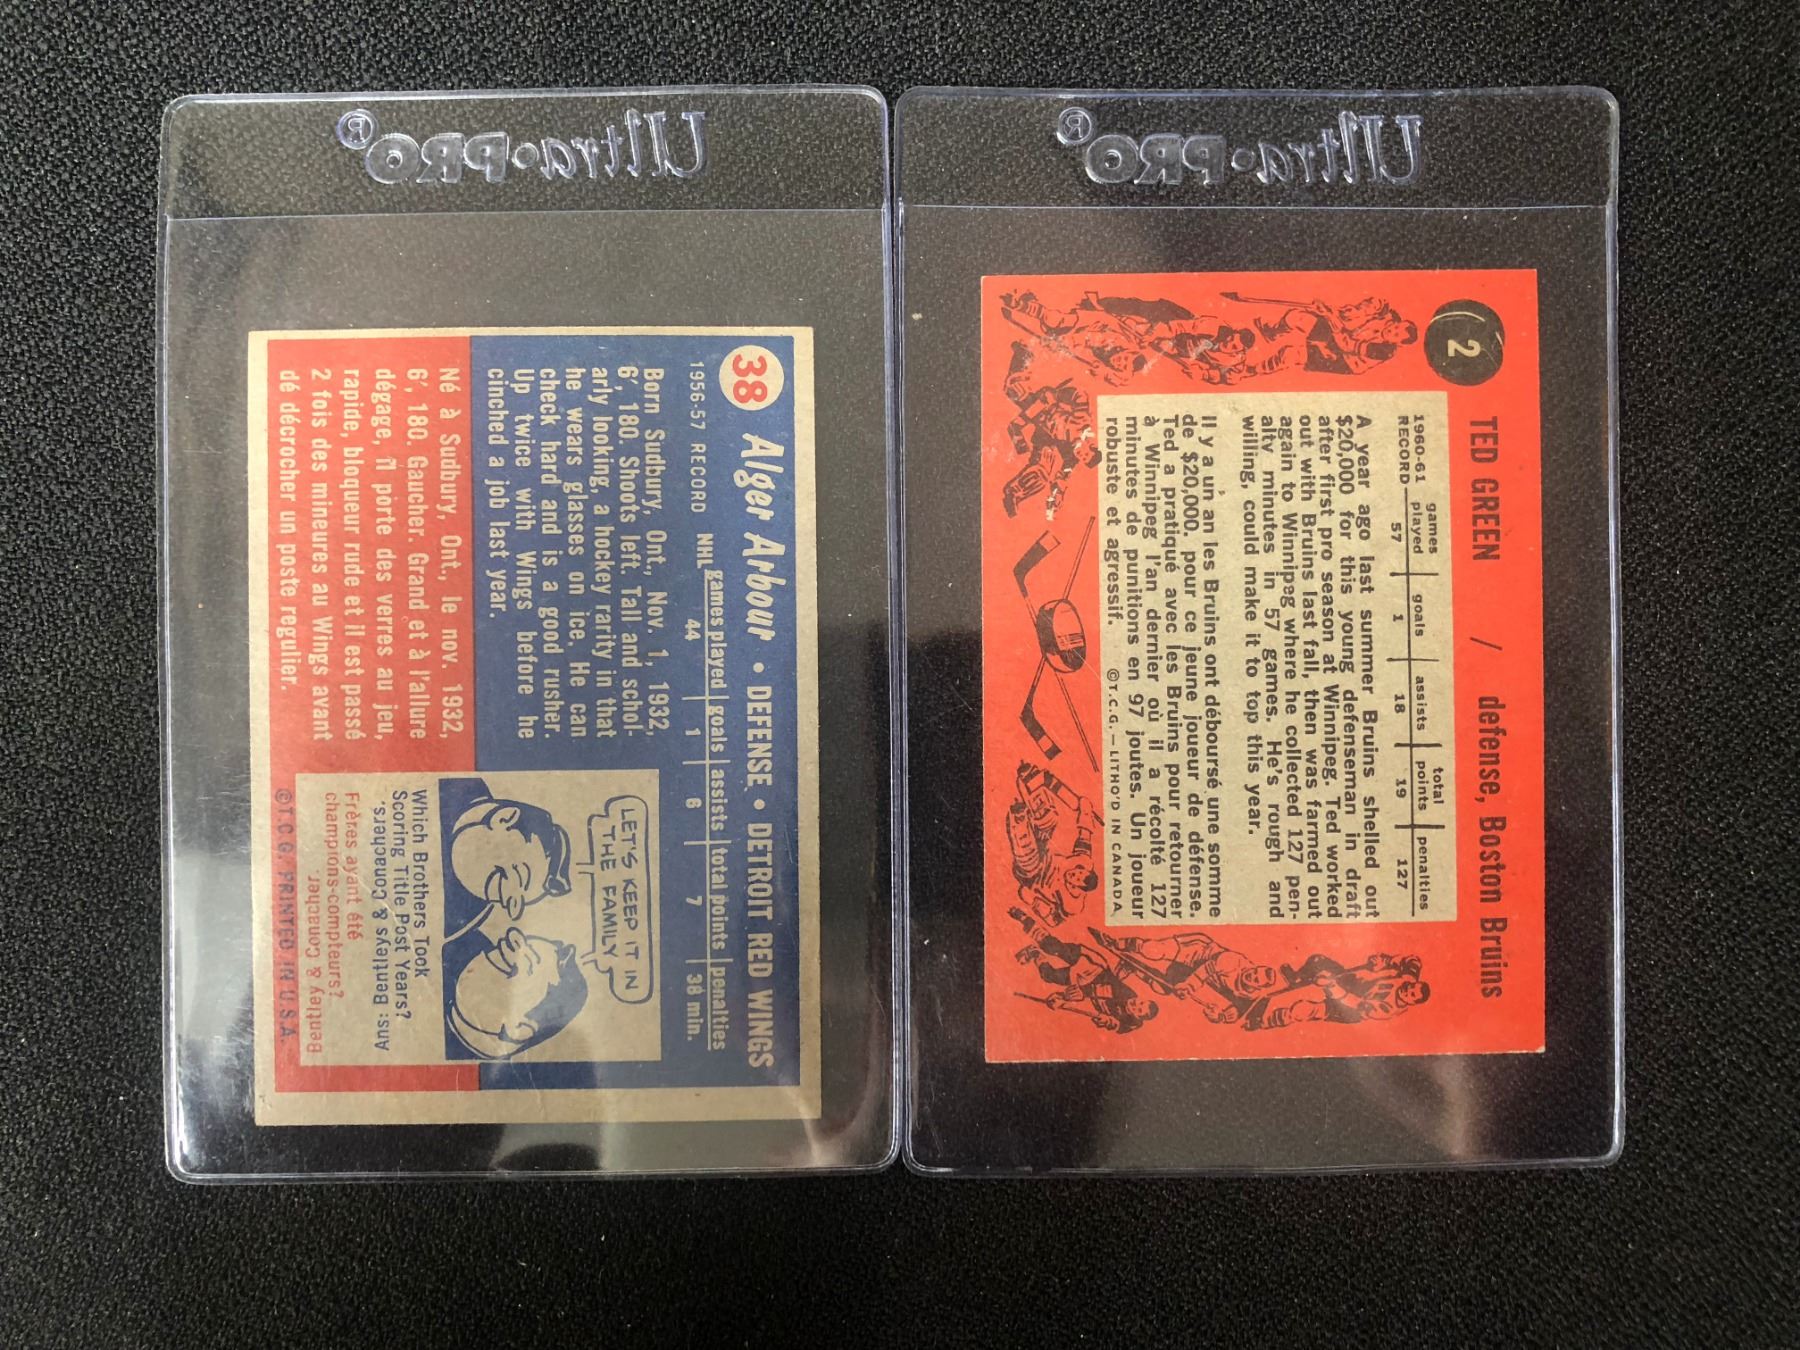 Ultra•PRO®
38 Alger Arbour • DEFENSE • DETROIT RED WINGS
games played goals assists total points penalties
1956-57 RECORD NHL 44 1 6 7 38 min.
Born Sudbury, Ont., Nov. 1, 1932,
6', 180. Shoots left. Tall and schol-
arly looking, a hockey rarity in that
he wears glasses on ice. He can
check hard and is a good rusher.
Up twice with Wings before he
cinched a job last year.
Né à Sudbury, Ont., le nov. 1932,
6', 180. Gaucher. Grand et à l'allure
dégagé, il porte des verres au jeu,
rapide, bloqueur rude et il est passé
2 fois des mineures au Wings avant
de décrocher un poste regulier.
LET'S KEEP IT IN
THE FAMILY
Which Brothers Took
Scoring Title Post Years?
Ans: Bentleys & Conachers.
Frères ayant été
champions-compteurs?
Bentley & Conacher.
©T.C.G. PRINTED IN U.S.A.
Ultra•PRO®
2
TED GREEN / defense, Boston Bruins
games goals assists total penalties
played points
1960-61
RECORD 57 1 18 19 127
A year ago last summer Bruins shelled out
$20,000 for this young defenseman in draft
after first pro season at Winnipeg. Ted worked
out with Bruins last fall, then was farmed out
again to Winnipeg where he collected 127 pen-
alty minutes in 57 games. He's rough and
willing, could make it to top this year.
Il y a un an les Bruins ont déboursé une somme
de $20,000. pour ce jeune joueur de défense.
Ted a pratiqué avec les Bruins pour retourner
à Winnipeg l'an dernier où il a récolté 127
minutes de punitions en 97 joutes. Un joueur
robuste et agressif. ©T.C.G.—LITHO'D IN CANADA